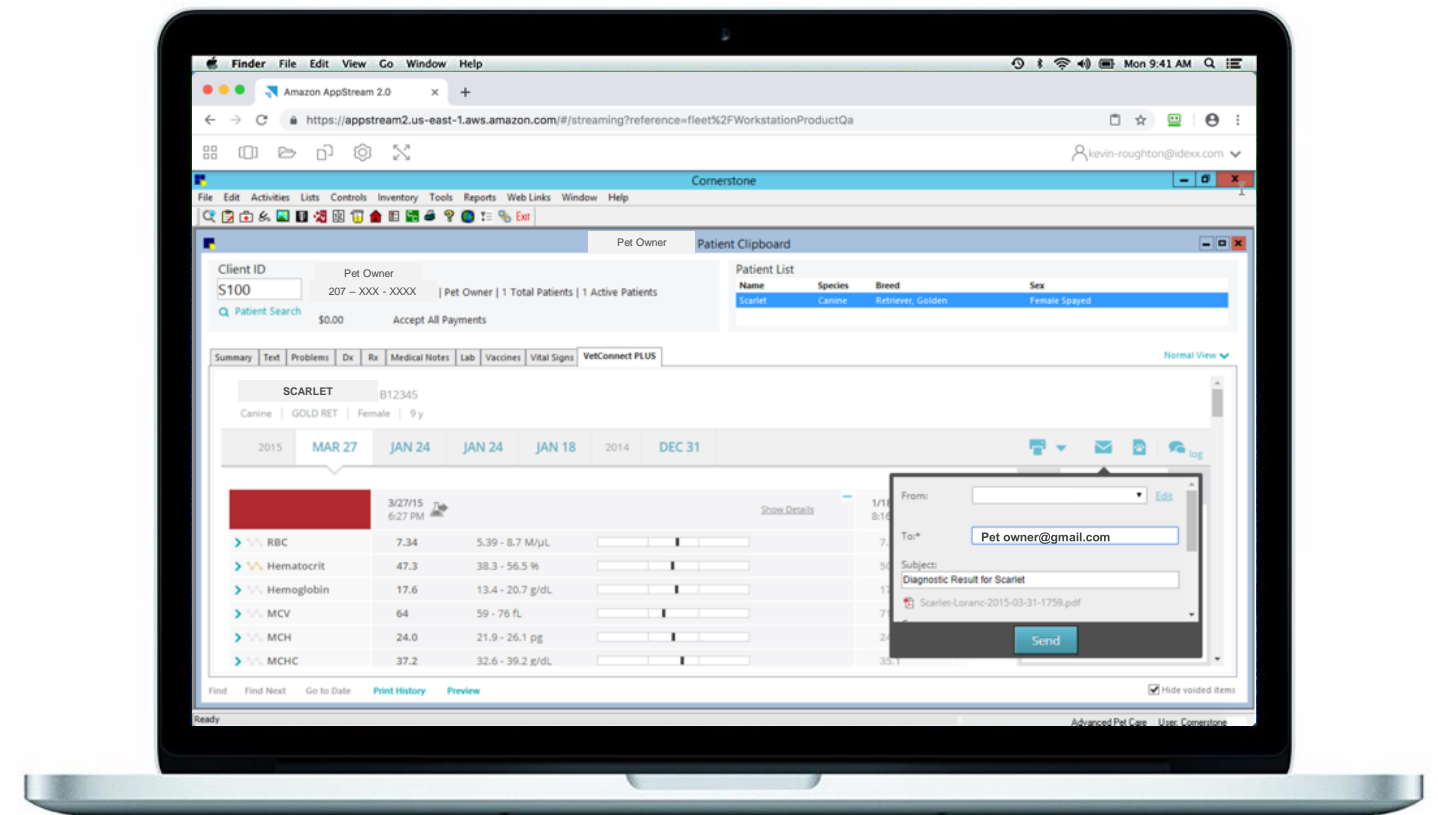 Finder File Edit View Go Window Help Mon 9:41 AM
Amazon AppStream 2.0 × +
https://appstream2.us-east-1.aws.amazon.com/#/streaming?reference=fleet%2FWorkstationProductQa
kevin-roughton@idexx.com
Cornerstone
File Edit Activities Lists Controls Inventory Tools Reports Web Links Window Help
Exit
Pet Owner Patient Clipboard
Client ID Pet Owner
S100 207 – XXX - XXXX | Pet Owner | 1 Total Patients | 1 Active Patients
Patient Search $0.00 Accept All Payments
Patient List
Name Species Breed Sex
Scarlet Canine Retriever, Golden Female Spayed
Summary Text Problems Dx Rx Medical Notes Lab Vaccines Vital Signs VetConnect PLUS Normal View
SCARLET B12345
Canine | GOLD RET | Female | 9 y
2015 MAR 27 JAN 24 JAN 24 JAN 18 2014 DEC 31 log
3/27/15 Show Details
6:27 PM
RBC 7.34 5.39 - 8.7 M/µL
Hematocrit 47.3 38.3 - 56.5 %
Hemoglobin 17.6 13.4 - 20.7 g/dL
MCV 64 59 - 76 fL
MCH 24.0 21.9 - 26.1 pg
MCHC 37.2 32.6 - 39.2 g/dL 35.1
From: Edit
To:* Pet owner@gmail.com
Subject:
Diagnostic Result for Scarlet
Scarlet-Loranc-2015-03-31-1759.pdf
Send
Find Find Next Go to Date Print History Preview Hide voided items
Ready Advanced Pet Care User: Cornerstone